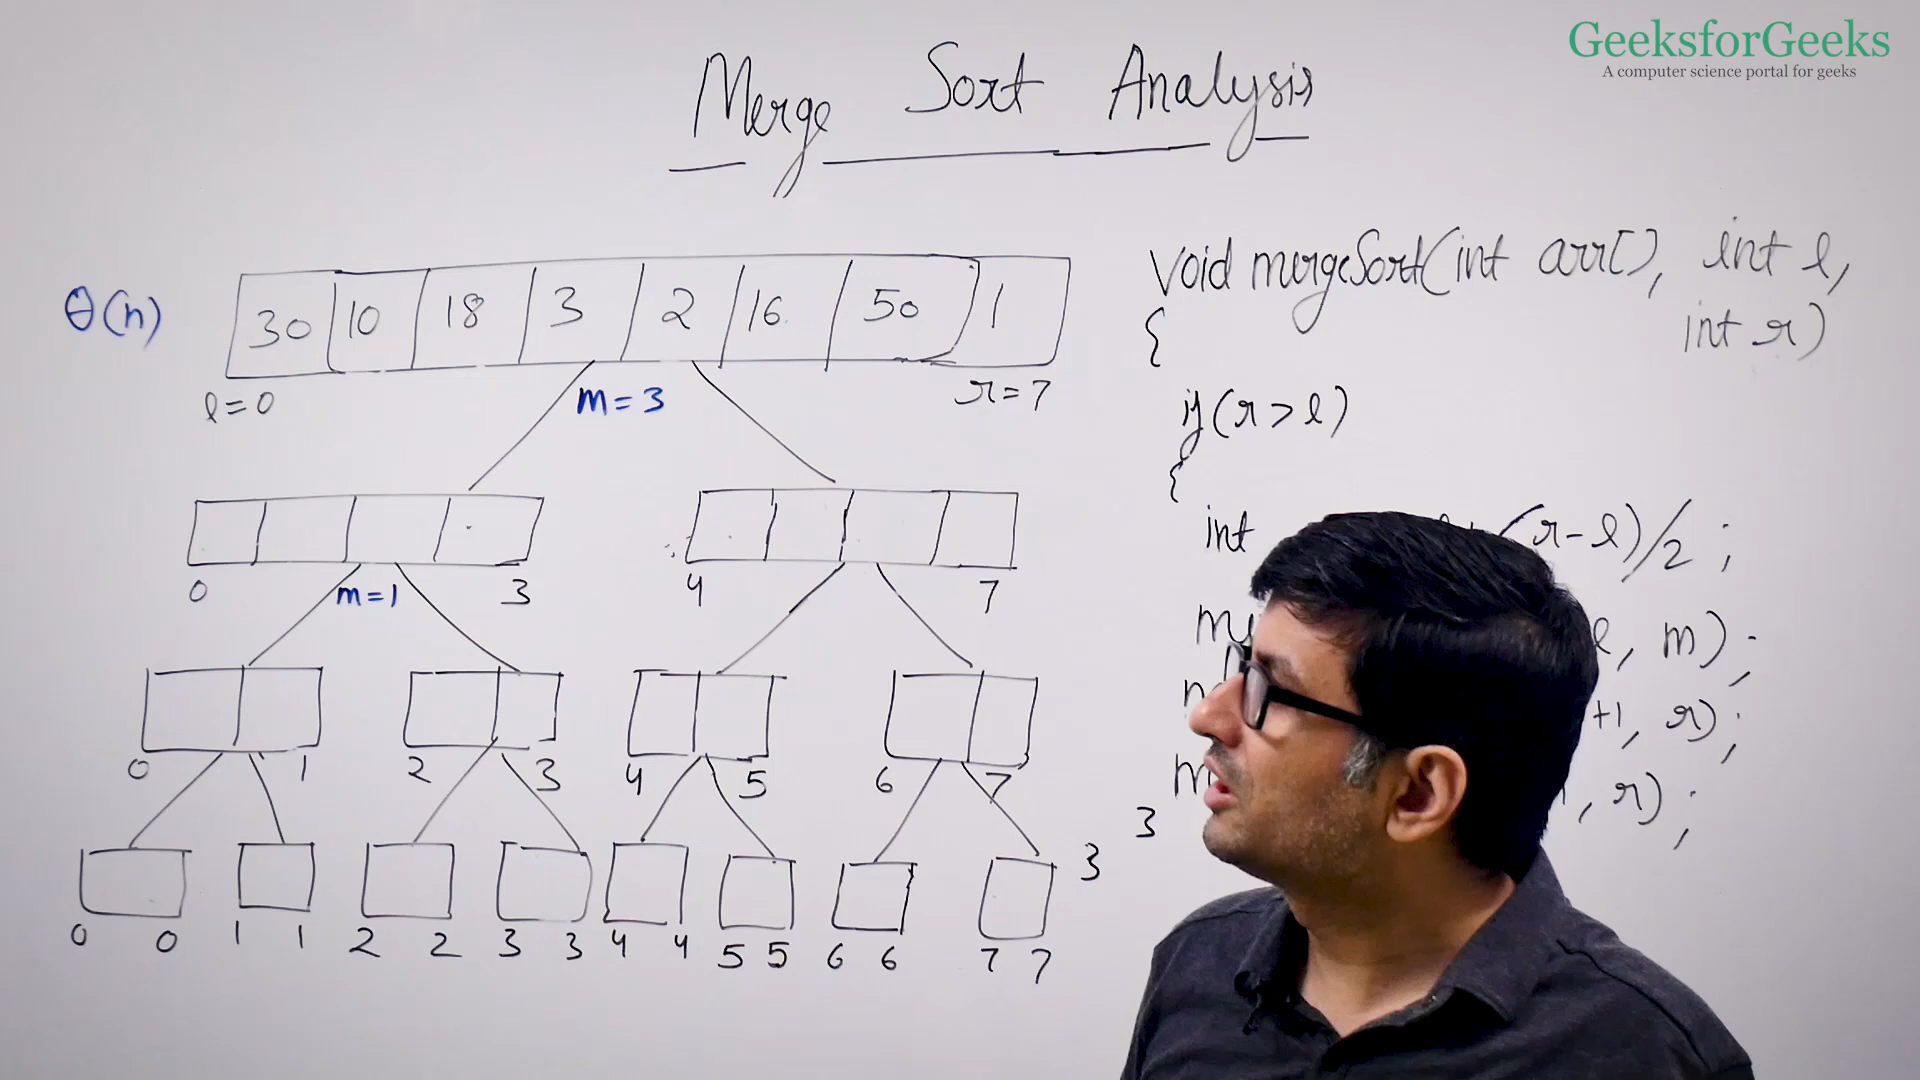 GeeksforGeeks
A computer science portal for geeks
Merge Sort Analysis
θ(n)
30 10 18 3 2 16 50 1
l=0 m=3 r=7
0 m=1 3 4 7
0 1 2 3 4 5 6 7
0 0 1 1 2 2 3 3 4 4 5 5 6 6 7 7
void mergeSort(int arr[], int l,
int r)
{
if(r>l)
{
int (r-l)/2;
l, m);
+1, r);
, r);
}
}